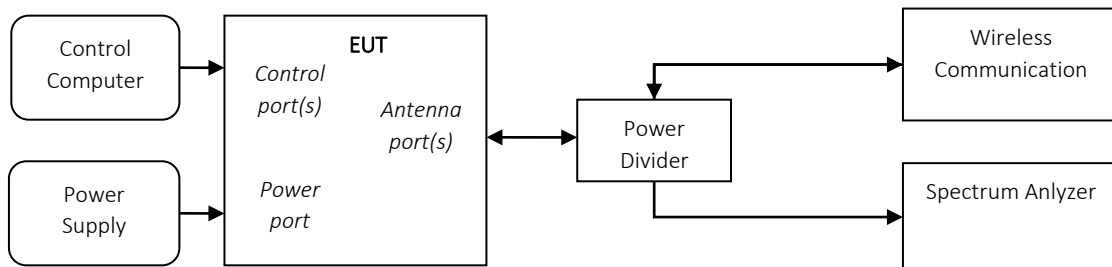 Control
Computer
Power
Supply
EUT
Control
port(s)
Antenna
port(s)
Power
port
Power
Divider
Wireless
Communication
Spectrum Anlyzer